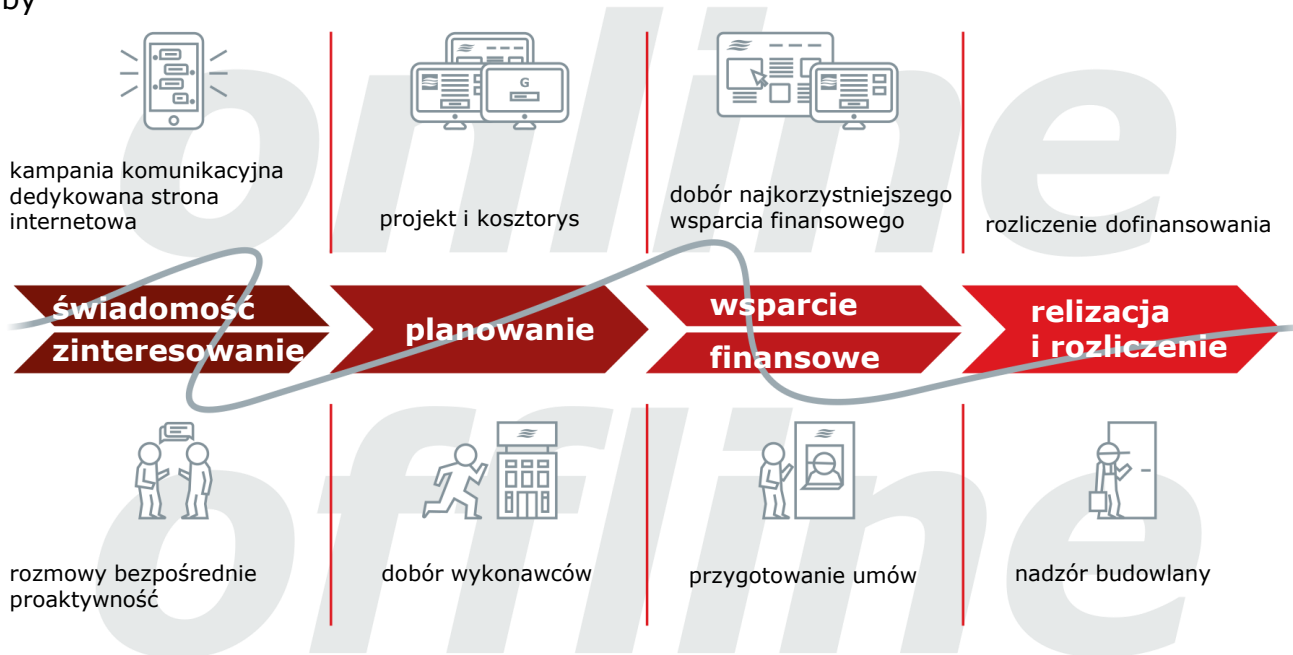 by
online
kampania komunikacyjna
dedykowana strona
internetowa
G
projekt i kosztorys
dobór najkorzystniejszego
wsparcia finansowego
rozliczenie dofinansowania
świadomość
zinteresowanie
planowanie
wsparcie
finansowe
relizacja
i rozliczenie
offline
rozmowy bezpośrednie
proaktywność
dobór wykonawców
przygotowanie umów
nadzór budowlany